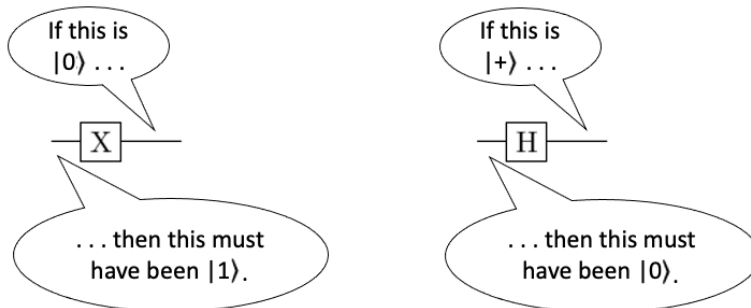 If this is
|0⟩ . . .
X
. . . then this must
have been |1⟩.
If this is
|+⟩ . . .
H
. . . then this must
have been |0⟩.